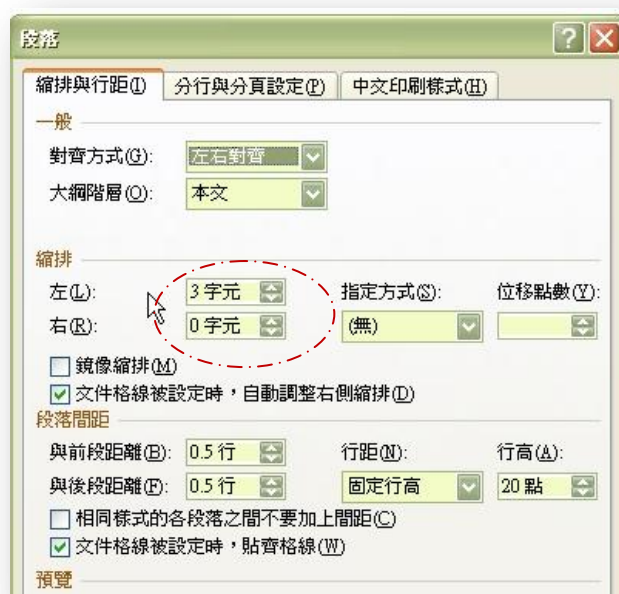 段落
縮排與行距(I) 分行與分頁設定(P) 中文印刷樣式(H)
一般
對齊方式(G): 左右對齊
大綱階層(O): 本文
縮排
左(L): 3 字元 指定方式(S): 位移點數(Y):
右(R): 0 字元 (無)
鏡像縮排(M)
文件格線被設定時，自動調整右側縮排(D)
段落間距
與前段距離(B): 0.5 行 行距(N): 行高(A):
與後段距離(F): 0.5 行 固定行高 20 點
相同樣式的各段落之間不要加上間距(C)
文件格線被設定時，貼齊格線(W)
預覽